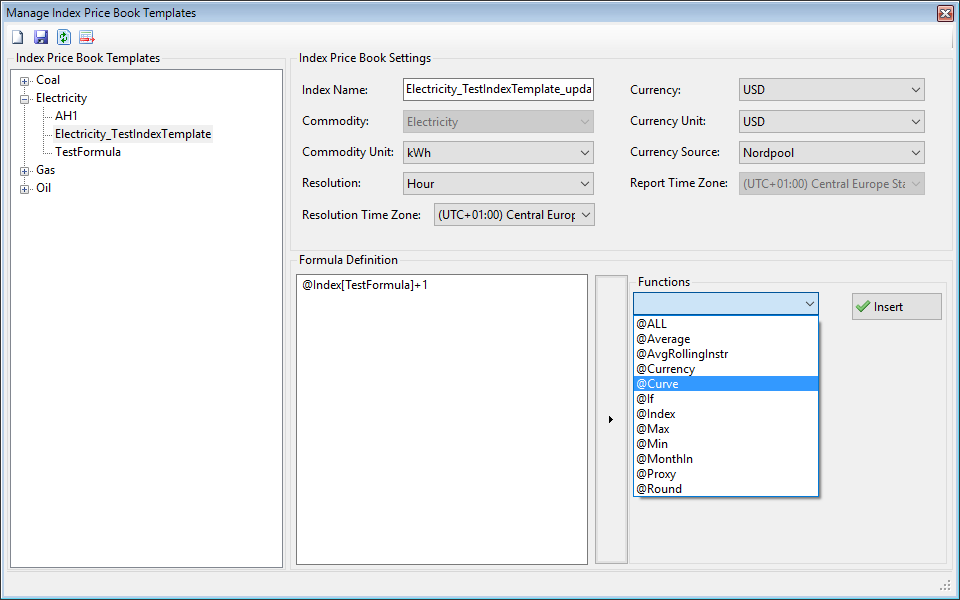 Manage Index Price Book Templates
Index Price Book Templates
Coal
Electricity
AH1
Electricity_TestIndexTemplate
TestFormula
Gas
Oil
Index Price Book Settings
Index Name: Electricity_TestIndexTemplate_upda
Commodity: Electricity
Commodity Unit: kWh
Resolution: Hour
Resolution Time Zone: (UTC+01:00) Central Europ
Currency: USD
Currency Unit: USD
Currency Source: Nordpool
Report Time Zone: (UTC+01:00) Central Europe Sta
Formula Definition
@Index[TestFormula]+1
Functions
Insert
@ALL
@Average
@AvgRollingInstr
@Currency
@Curve
@If
@Index
@Max
@Min
@MonthIn
@Proxy
@Round